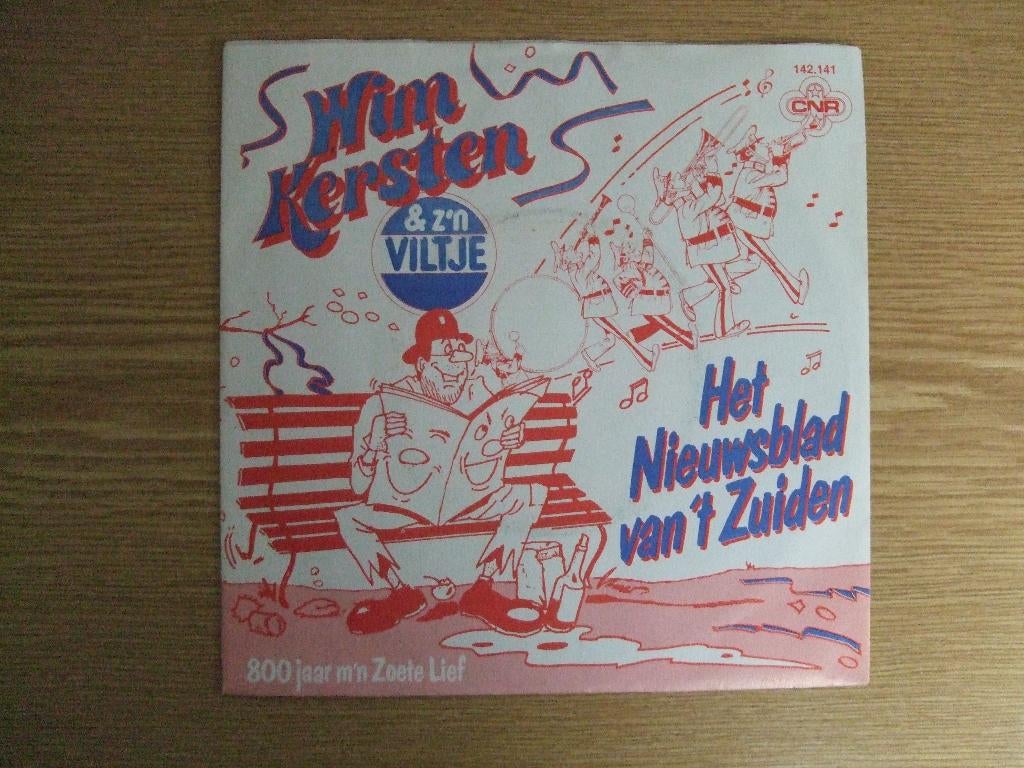 Wim
Kersten
& z'n
VILTJE
142.141
CNR
Het
Nieuwsblad
van 't Zuiden
800 jaar m'n Zoete Lief